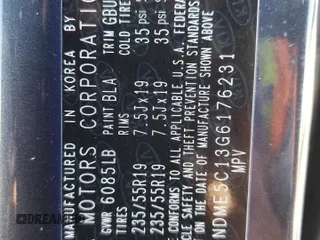 MANUFACTURED IN KOREA BY
MOTORS CORPORATION
GVWR 6085LB PAINT BLA TRIM GBU
TIRES RIMS COLD TIRE
235/55R19 7.5Jx19 35 psi
235/55R19 7.5Jx19 35 psi
CONFORMS TO ALL APPLICABLE U.S.A. FEDERAL
SAFETY AND THEFT PREVENTION STANDARDS
ON THE DATE OF MANUFACTURE SHOWN ABOVE
NDME5C13G6176231
MPV